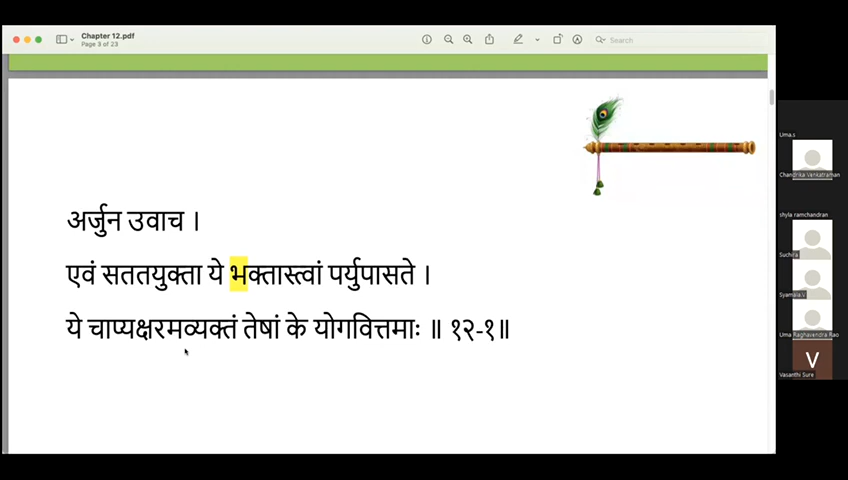 Chapter 12.pdf
Page 3 of 23
Search
अर्जुन उवाच ।
एवं सततयुक्ता ये भक्तास्त्वां पर्युपासते ।
ये चाप्यक्षरमव्यक्तं तेषां के योगवित्तमाः ॥ १२-१॥
Uma.s
Chandrika Venkatraman
shyla ramchandran
Suchitra
Syamala V
Uma Raghavendra Rao
V
Vasanthi Sure